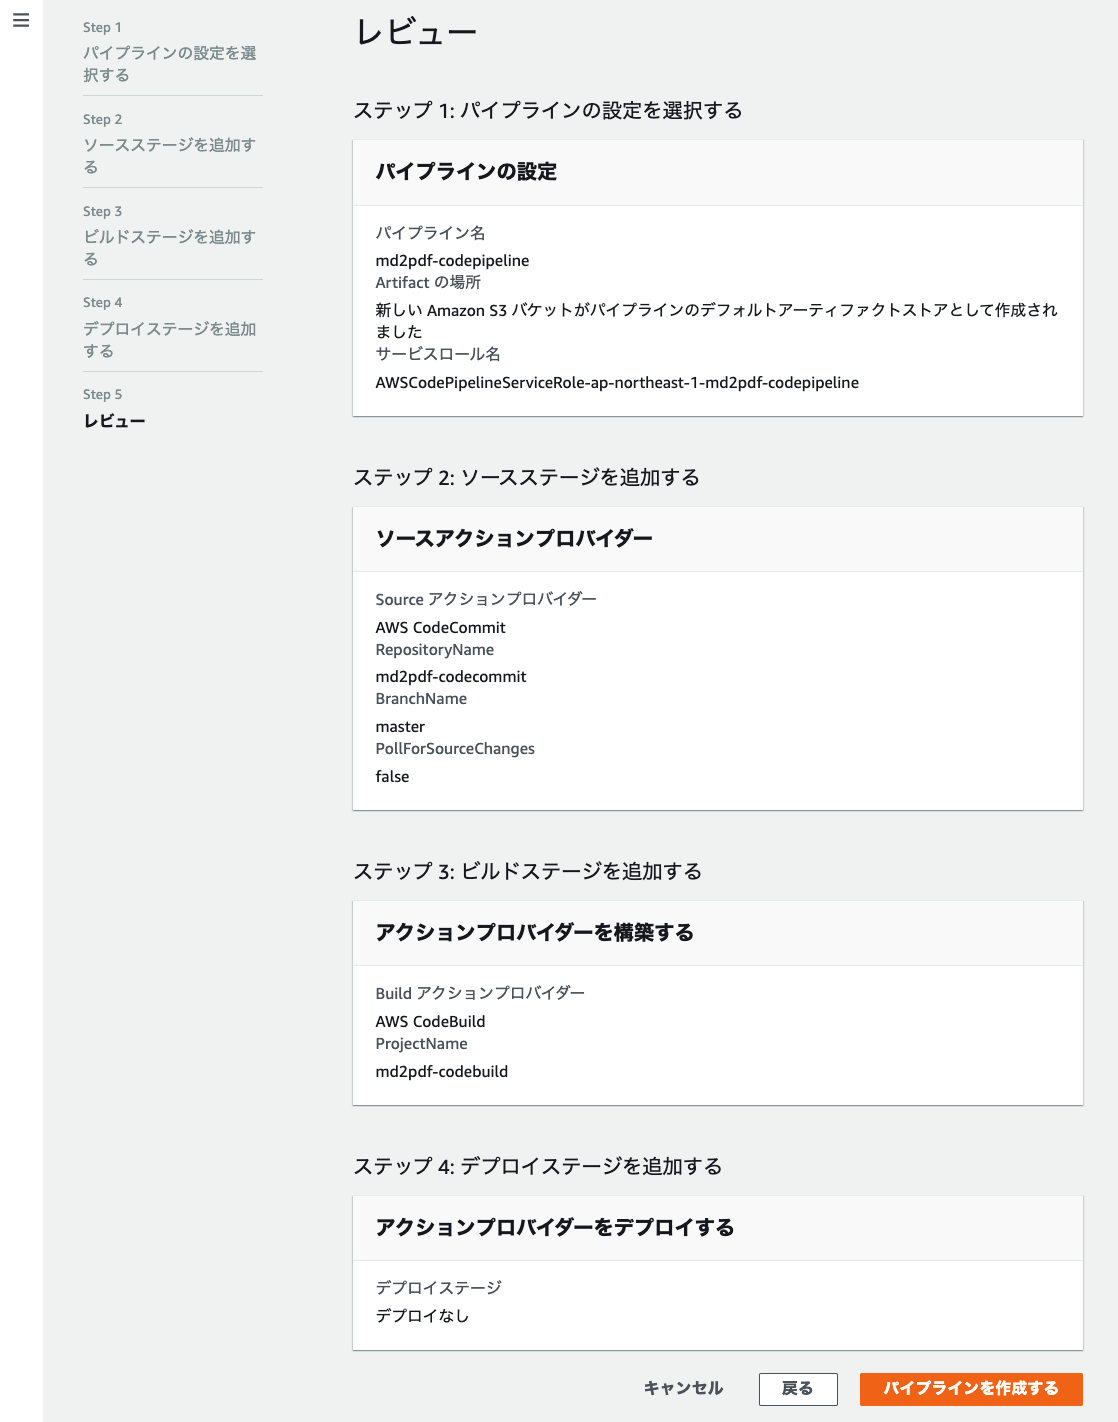 Step 1
パイプラインの設定を選
択する
Step 2
ソースステージを追加す
る
Step 3
ビルドステージを追加す
る
Step 4
デプロイステージを追加
する
Step 5
レビュー
レビュー
ステップ 1: パイプラインの設定を選択する
パイプラインの設定
パイプライン名
md2pdf-codepipeline
Artifact の場所
新しい Amazon S3 バケットがパイプラインのデフォルトアーティファクトストアとして作成され
ました
サービスロール名
AWSCodePipelineServiceRole-ap-northeast-1-md2pdf-codepipeline
ステップ 2: ソースステージを追加する
ソースアクションプロバイダー
Source アクションプロバイダー
AWS CodeCommit
RepositoryName
md2pdf-codecommit
BranchName
master
PollForSourceChanges
false
ステップ 3: ビルドステージを追加する
アクションプロバイダーを構築する
Build アクションプロバイダー
AWS CodeBuild
ProjectName
md2pdf-codebuild
ステップ 4: デプロイステージを追加する
アクションプロバイダーをデプロイする
デプロイステージ
デプロイなし
キャンセル
戻る
パイプラインを作成する